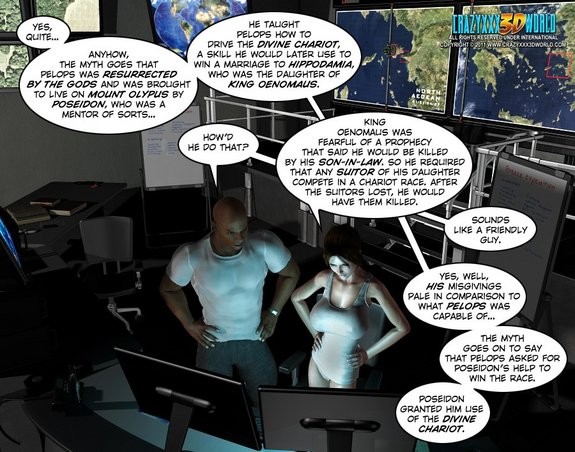 YES,
QUITE...
ANYHOW,
THE MYTH GOES THAT
PELOPS WAS RESURRECTED
BY THE GODS AND WAS BROUGHT
TO LIVE ON MOUNT OLYPUS BY
POSEIDON, WHO WAS A
MENTOR OF SORTS...
HE TAUGHT
PELOPS HOW TO
DRIVE THE DIVINE CHARIOT,
A SKILL HE WOULD LATER USE TO
WIN A MARRIAGE TO HIPPODAMIA,
WHO WAS THE DAUGHTER OF
KING OENOMAUS.
CRAZYXXX3DWORLD
ALL RIGHTS RESERVED UNDER INTERNATIONAL
COPYRIGHT © 2011 WWW.CRAZYXXX3DWORLD.COM
NORTH
AEGEAN
HOW'D
HE DO THAT?
KING
OENOMAUS WAS
FEARFUL OF A PROPHECY
THAT SAID HE WOULD BE KILLED
BY HIS SON-IN-LAW. SO HE REQUIRED
THAT ANY SUITOR OF HIS DAUGHTER
COMPETE IN A CHARIOT RACE. AFTER
THE SUITORS LOST, HE WOULD
HAVE THEM KILLED.
SOUNDS
LIKE A FRIENDLY
GUY.
YES, WELL,
HIS MISGIVINGS
PALE IN COMPARISON TO
WHAT PELOPS WAS
CAPABLE OF...
THE MYTH
GOES ON TO SAY
THAT PELOPS ASKED FOR
POSEIDON'S HELP TO
WIN THE RACE.
POSEIDON
GRANTED HIM USE
OF THE DIVINE
CHARIOT.